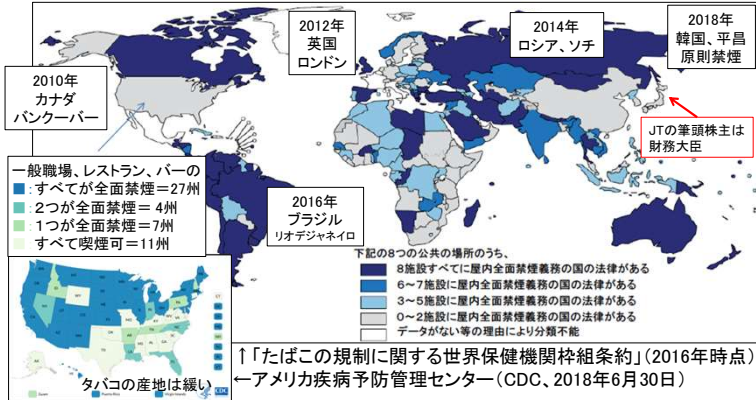 2010年
カナダ
バンクーバー
2012年
英国
ロンドン
2014年
ロシア、ソチ
2018年
韓国、平昌
原則禁煙
JTの筆頭株主は
財務大臣
一般職場、レストラン、バーの
:すべてが全面禁煙=27州
:2つが全面禁煙= 4州
:1つが全面禁煙=7州
すべて喫煙可=11州
2016年
ブラジル
リオデジャネイロ
下記の8つの公共の場所のうち、
8施設すべてに屋内全面禁煙義務の国の法律がある
6~7施設に屋内全面禁煙義務の国の法律がある
3~5施設に屋内全面禁煙義務の国の法律がある
0~2施設に屋内全面禁煙義務の国の法律がある
データがない等の理由により分類不能
タバコの産地は緩い
CDC
↑「たばこの規制に関する世界保健機関枠組条約」(2016年時点)
←アメリカ疾病予防管理センター(CDC、2018年6月30日)